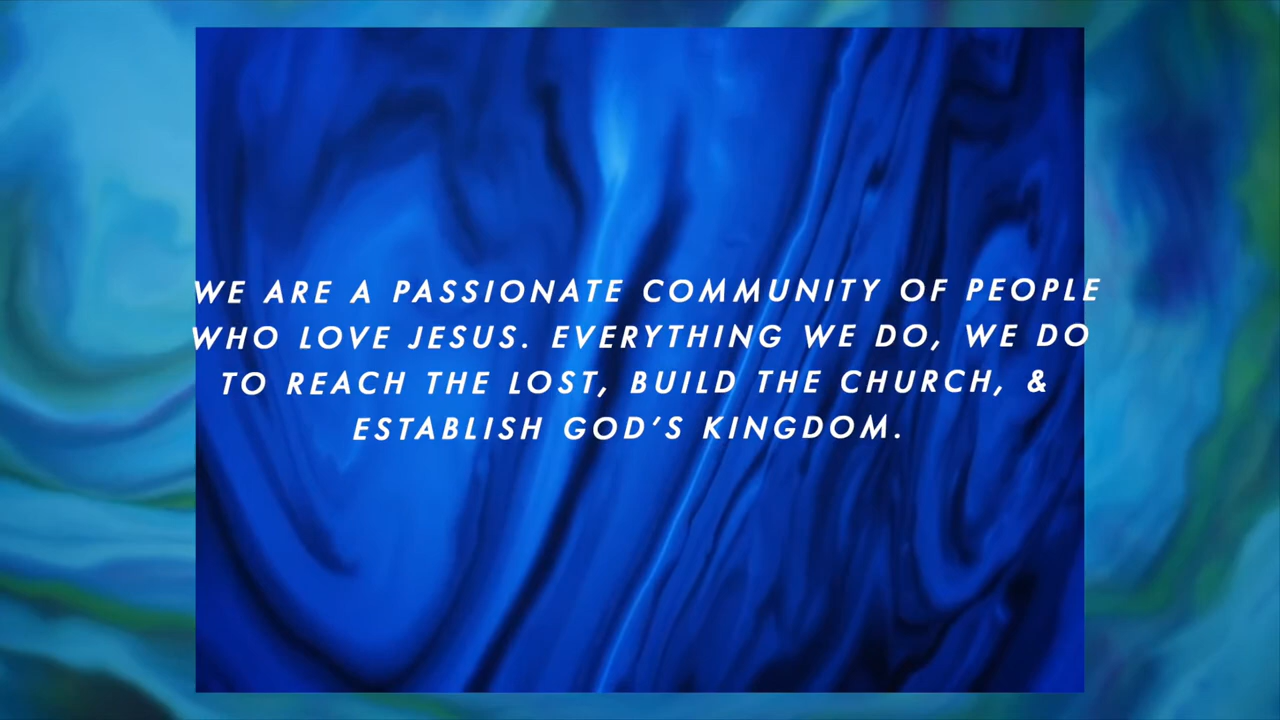 WE ARE A PASSIONATE COMMUNITY OF PEOPLE
WHO LOVE JESUS. EVERYTHING WE DO, WE DO
TO REACH THE LOST, BUILD THE CHURCH, &
ESTABLISH GOD’S KINGDOM.